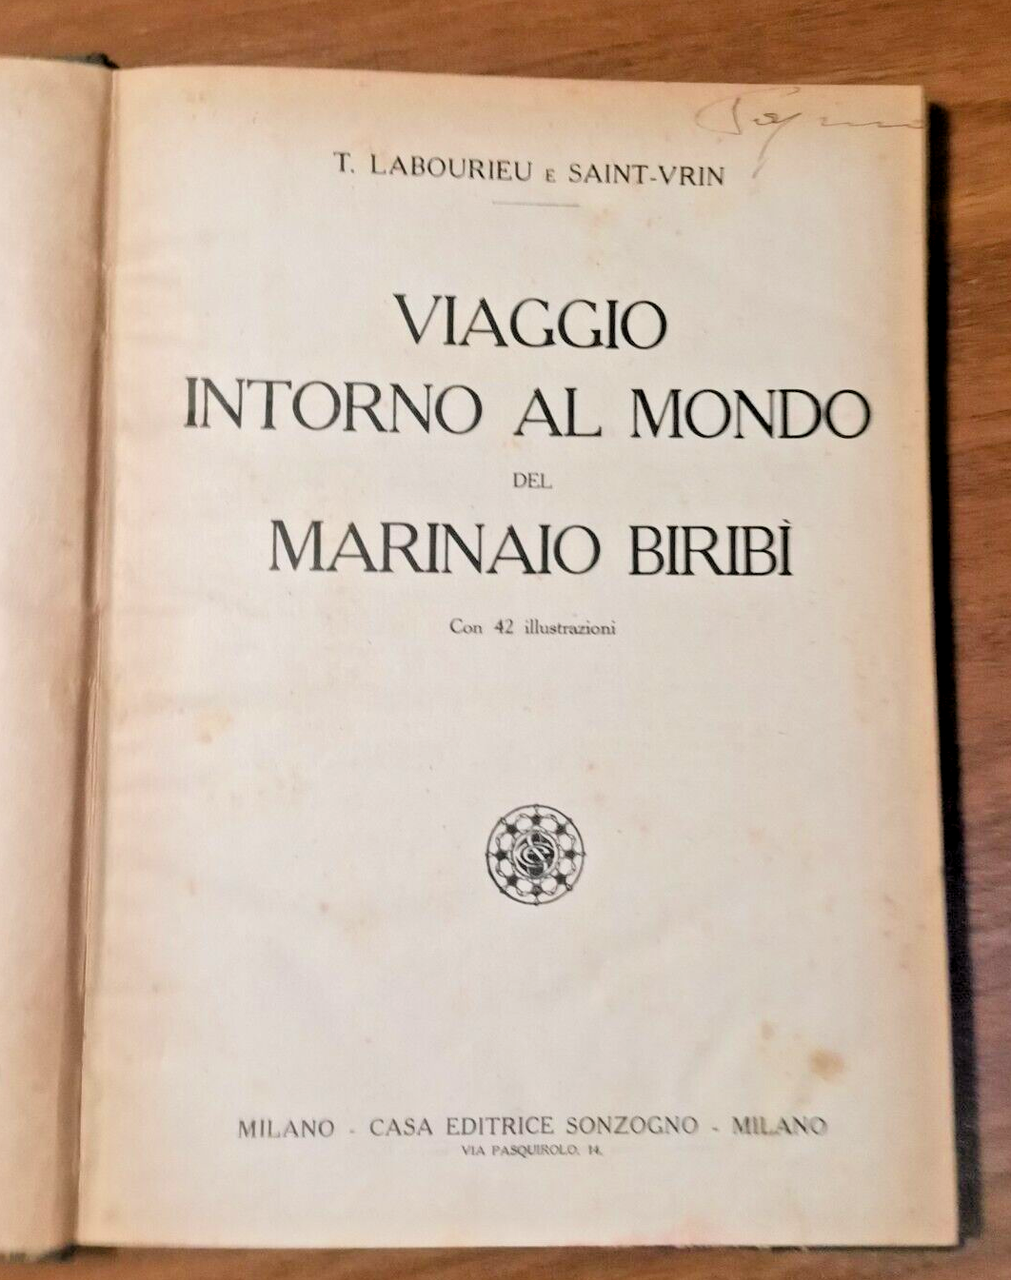 T. LABOURIEU E SAINT-VRIN
VIAGGIO
INTORNO AL MONDO
DEL
MARINAIO BIRIBÌ
Con 42 illustrazioni
MILANO - CASA EDITRICE SONZOGNO - MILANO
VIA PASQUIROLO, 14.